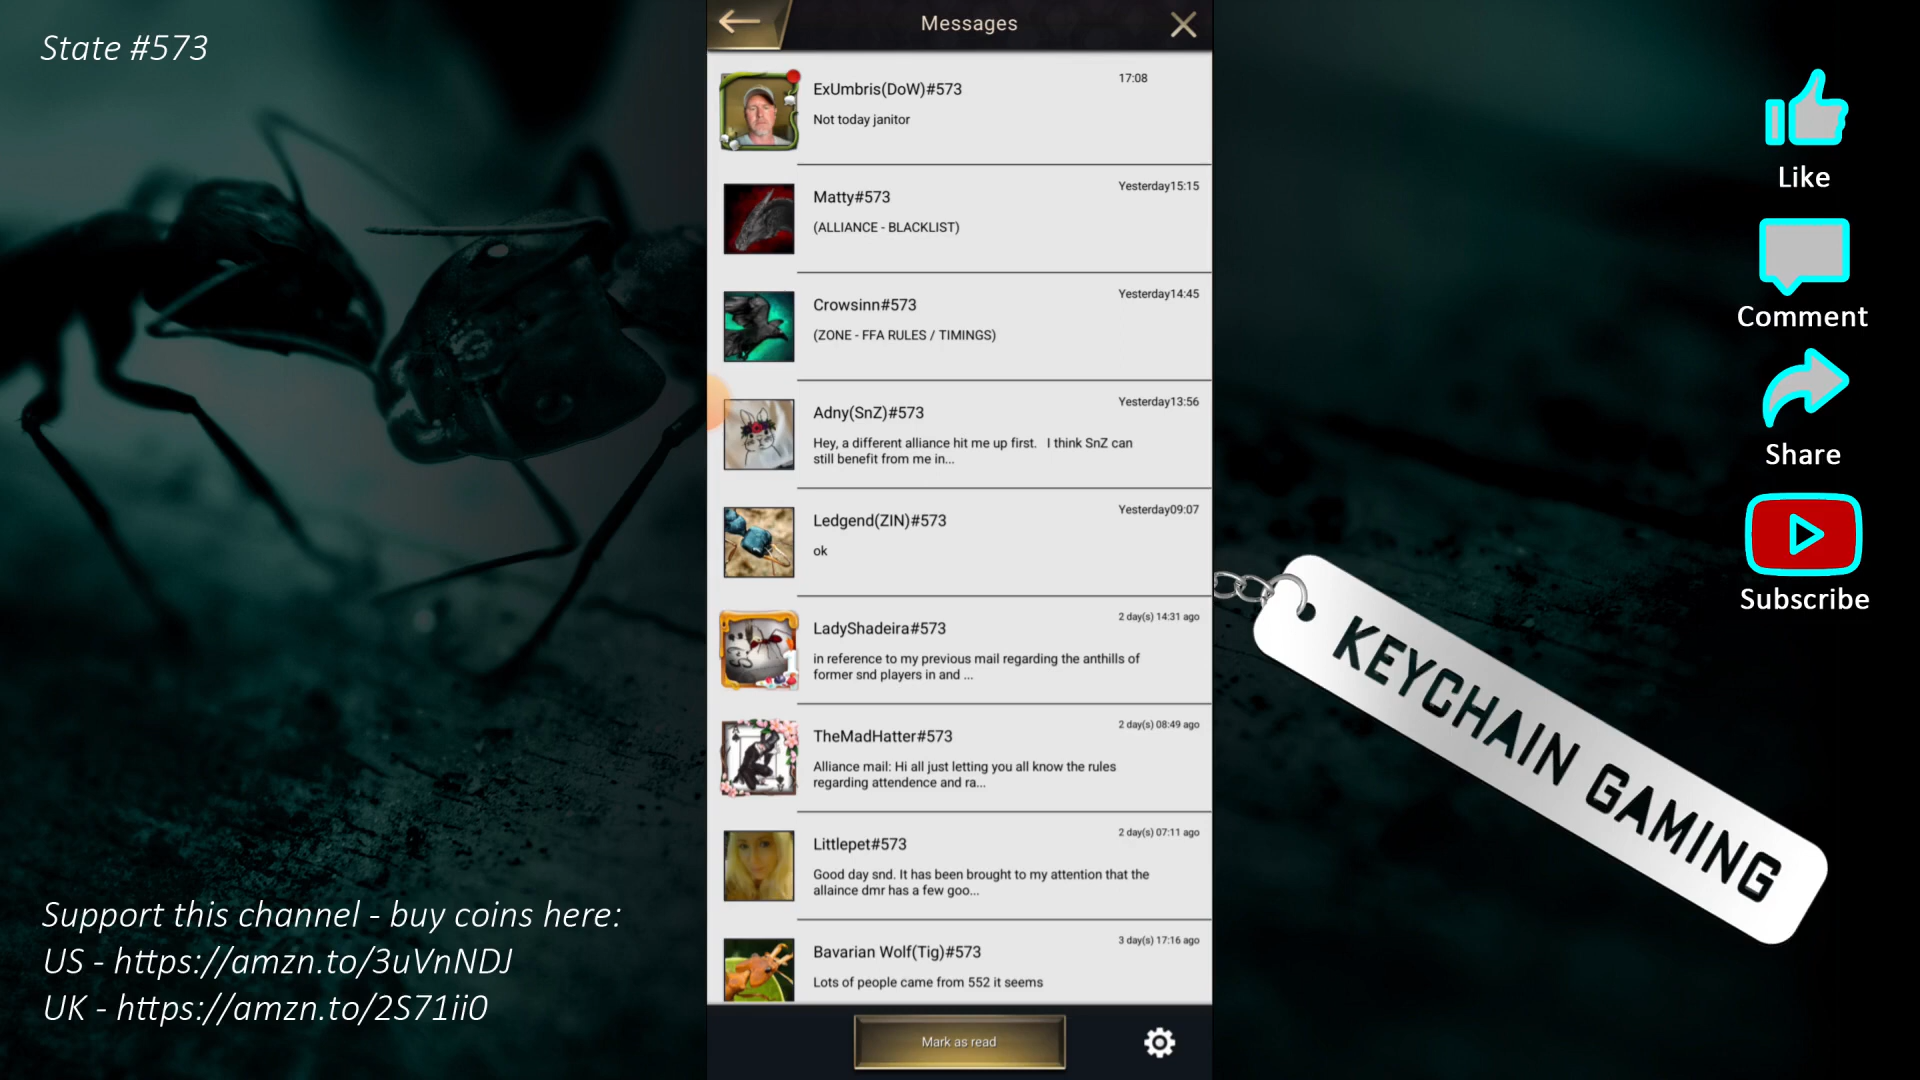 State #573
Messages
ExUmbris(DoW)#573
17:08
Not today janitor
Matty#573
Yesterday15:15
(ALLIANCE - BLACKLIST)
Crowsinn#573
Yesterday14:45
(ZONE - FFA RULES / TIMINGS)
Adny(SnZ)#573
Yesterday13:56
Hey, a different alliance hit me up first. I think SnZ can
still benefit from me in...
Ledgend(ZIN)#573
Yesterday09:07
ok
LadyShadeira#573
2 day(s) 14:31 ago
in reference to my previous mail regarding the anthills of
former snd players in and ...
TheMadHatter#573
2 day(s) 08:49 ago
Alliance mail: Hi all just letting you all know the rules
regarding attendence and ra...
Littlepet#573
2 day(s) 07:11 ago
Good day snd. It has been brought to my attention that the
allaince dmr has a few goo...
Bavarian Wolf(Tig)#573
3 day(s) 17:16 ago
Lots of people came from 552 it seems
Mark as read
Like
Comment
Share
Subscribe
KEYCHAIN GAMING
Support this channel - buy coins here:
US - https://amzn.to/3uVnNDJ
UK - https://amzn.to/2S71ii0